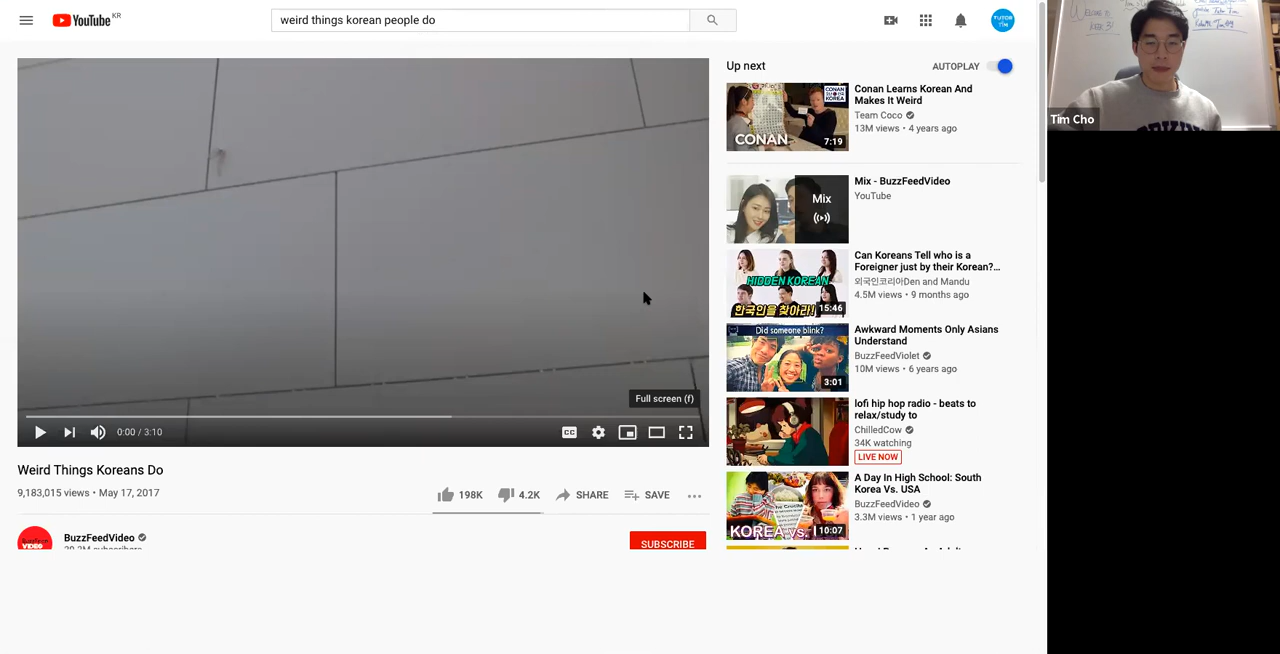 YouTube KR
weird things korean people do
TUTOR
TIM
Up next
AUTOPLAY
Full screen (f)
0:00 / 3:10
CC
Weird Things Koreans Do
9,183,015 views • May 17, 2017
198K
4.2K
SHARE
SAVE
BuzzFeedVideo
SUBSCRIBE
CONAN
7:19
Conan Learns Korean And
Makes It Weird
Team Coco
13M views • 4 years ago
Mix
Mix - BuzzFeedVideo
YouTube
HIDDEN KOREAN
한국인을 찾아라!
15:46
Can Koreans Tell who is a
Foreigner just by their Korean?...
외국인코리아Den and Mandu
4.5M views • 9 months ago
Did someone blink?
3:01
Awkward Moments Only Asians
Understand
BuzzFeedViolet
10M views • 6 years ago
lofi hip hop radio - beats to
relax/study to
ChilledCow
34K watching
LIVE NOW
KOREA vs.
10:07
A Day In High School: South
Korea Vs. USA
BuzzFeedVideo
3.3M views • 1 year ago
Tim Cho